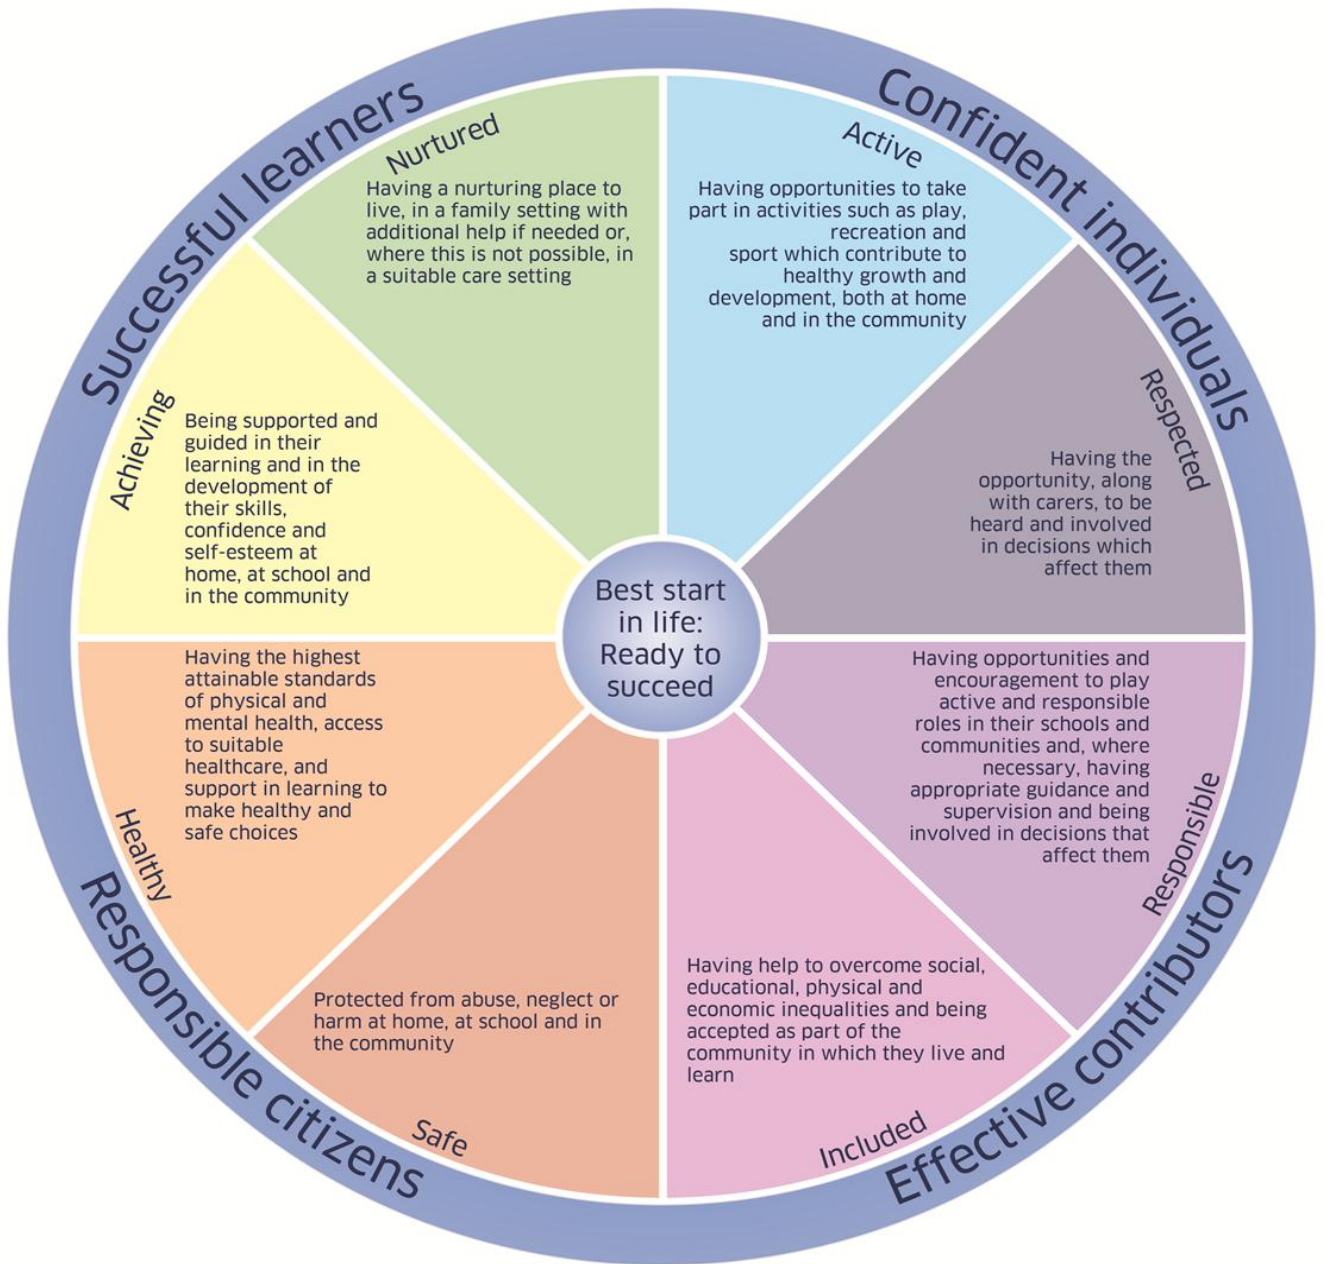 Successful learners
Confident individuals
Nurtured
Having a nurturing place to
live, in a family setting with
additional help if needed or,
where this is not possible, in
a suitable care setting
Active
Having opportunities to take
part in activities such as play,
recreation and
sport which contribute to
healthy growth and
development, both at home
and in the community
Achieving
Being supported and
guided in their
learning and in the
development of
their skills,
confidence and
self-esteem at
home, at school and
in the community
Respected
Having the
opportunity, along
with carers, to be
heard and involved
in decisions which
affect them
Best start
in life:
Ready to
succeed
Having the highest
attainable standards
of physical and
mental health, access
to suitable
healthcare, and
support in learning to
make healthy and
safe choices
Healthy
Having opportunities and
encouragement to play
active and responsible
roles in their schools and
communities and, where
necessary, having
appropriate guidance and
supervision and being
involved in decisions that
affect them
Responsible
Protected from abuse, neglect or
harm at home, at school and in
the community
Safe
Having help to overcome social,
educational, physical and
economic inequalities and being
accepted as part of the
community in which they live and
learn
Included
Responsible citizens
Effective contributors